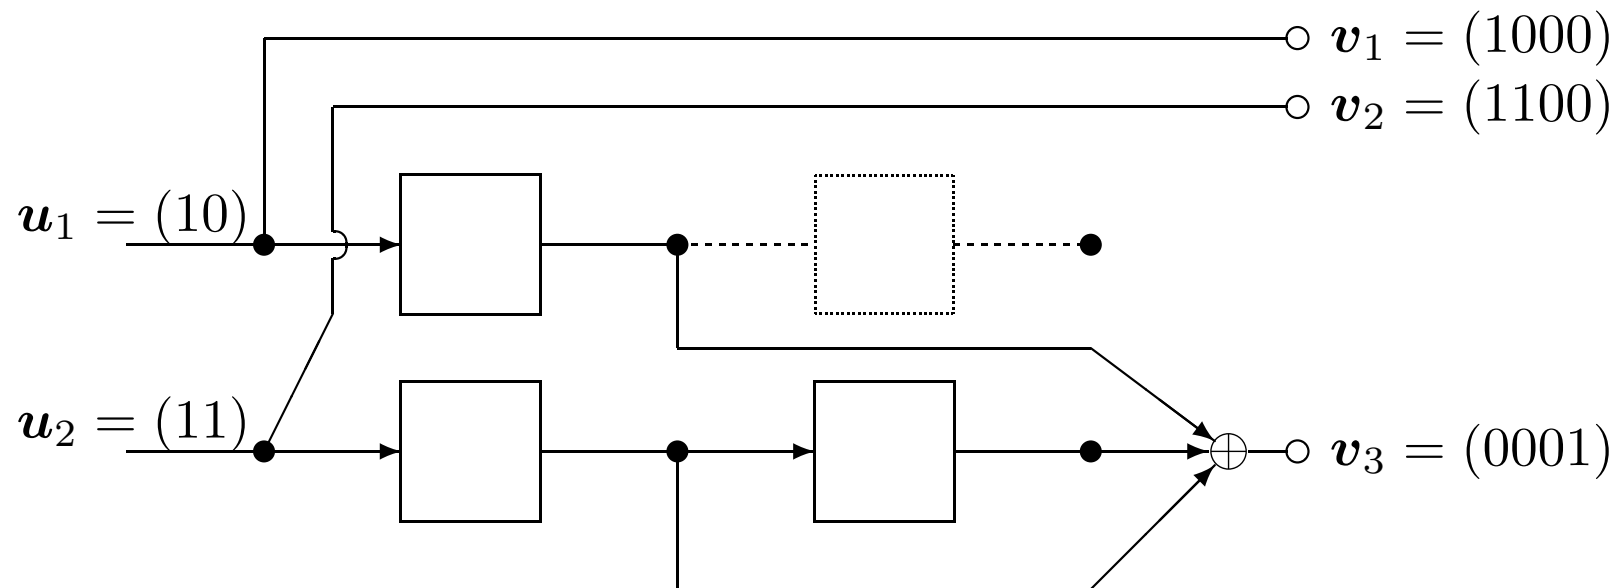 v₁ = (1000)
v₂ = (1100)
u₁ = (10)
u₂ = (11)
v₃ = (0001)